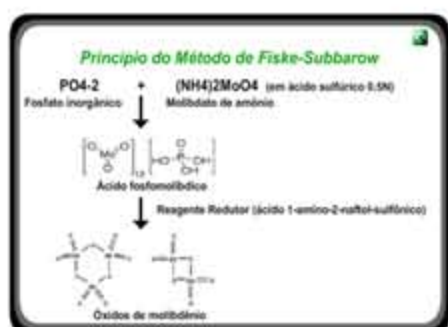 Princípio do Método de Fiske-Subbarow
PO4-2 + (NH4)2MoO4 (em ácido sulfúrico 0.5N)
Fosfato inorgânico Molibdato de amônio
Ácido fosfomolíbdico
Reagente Redutor (ácido 1-amino-2-naftol-sulfônico)
Óxidos de molibdênio